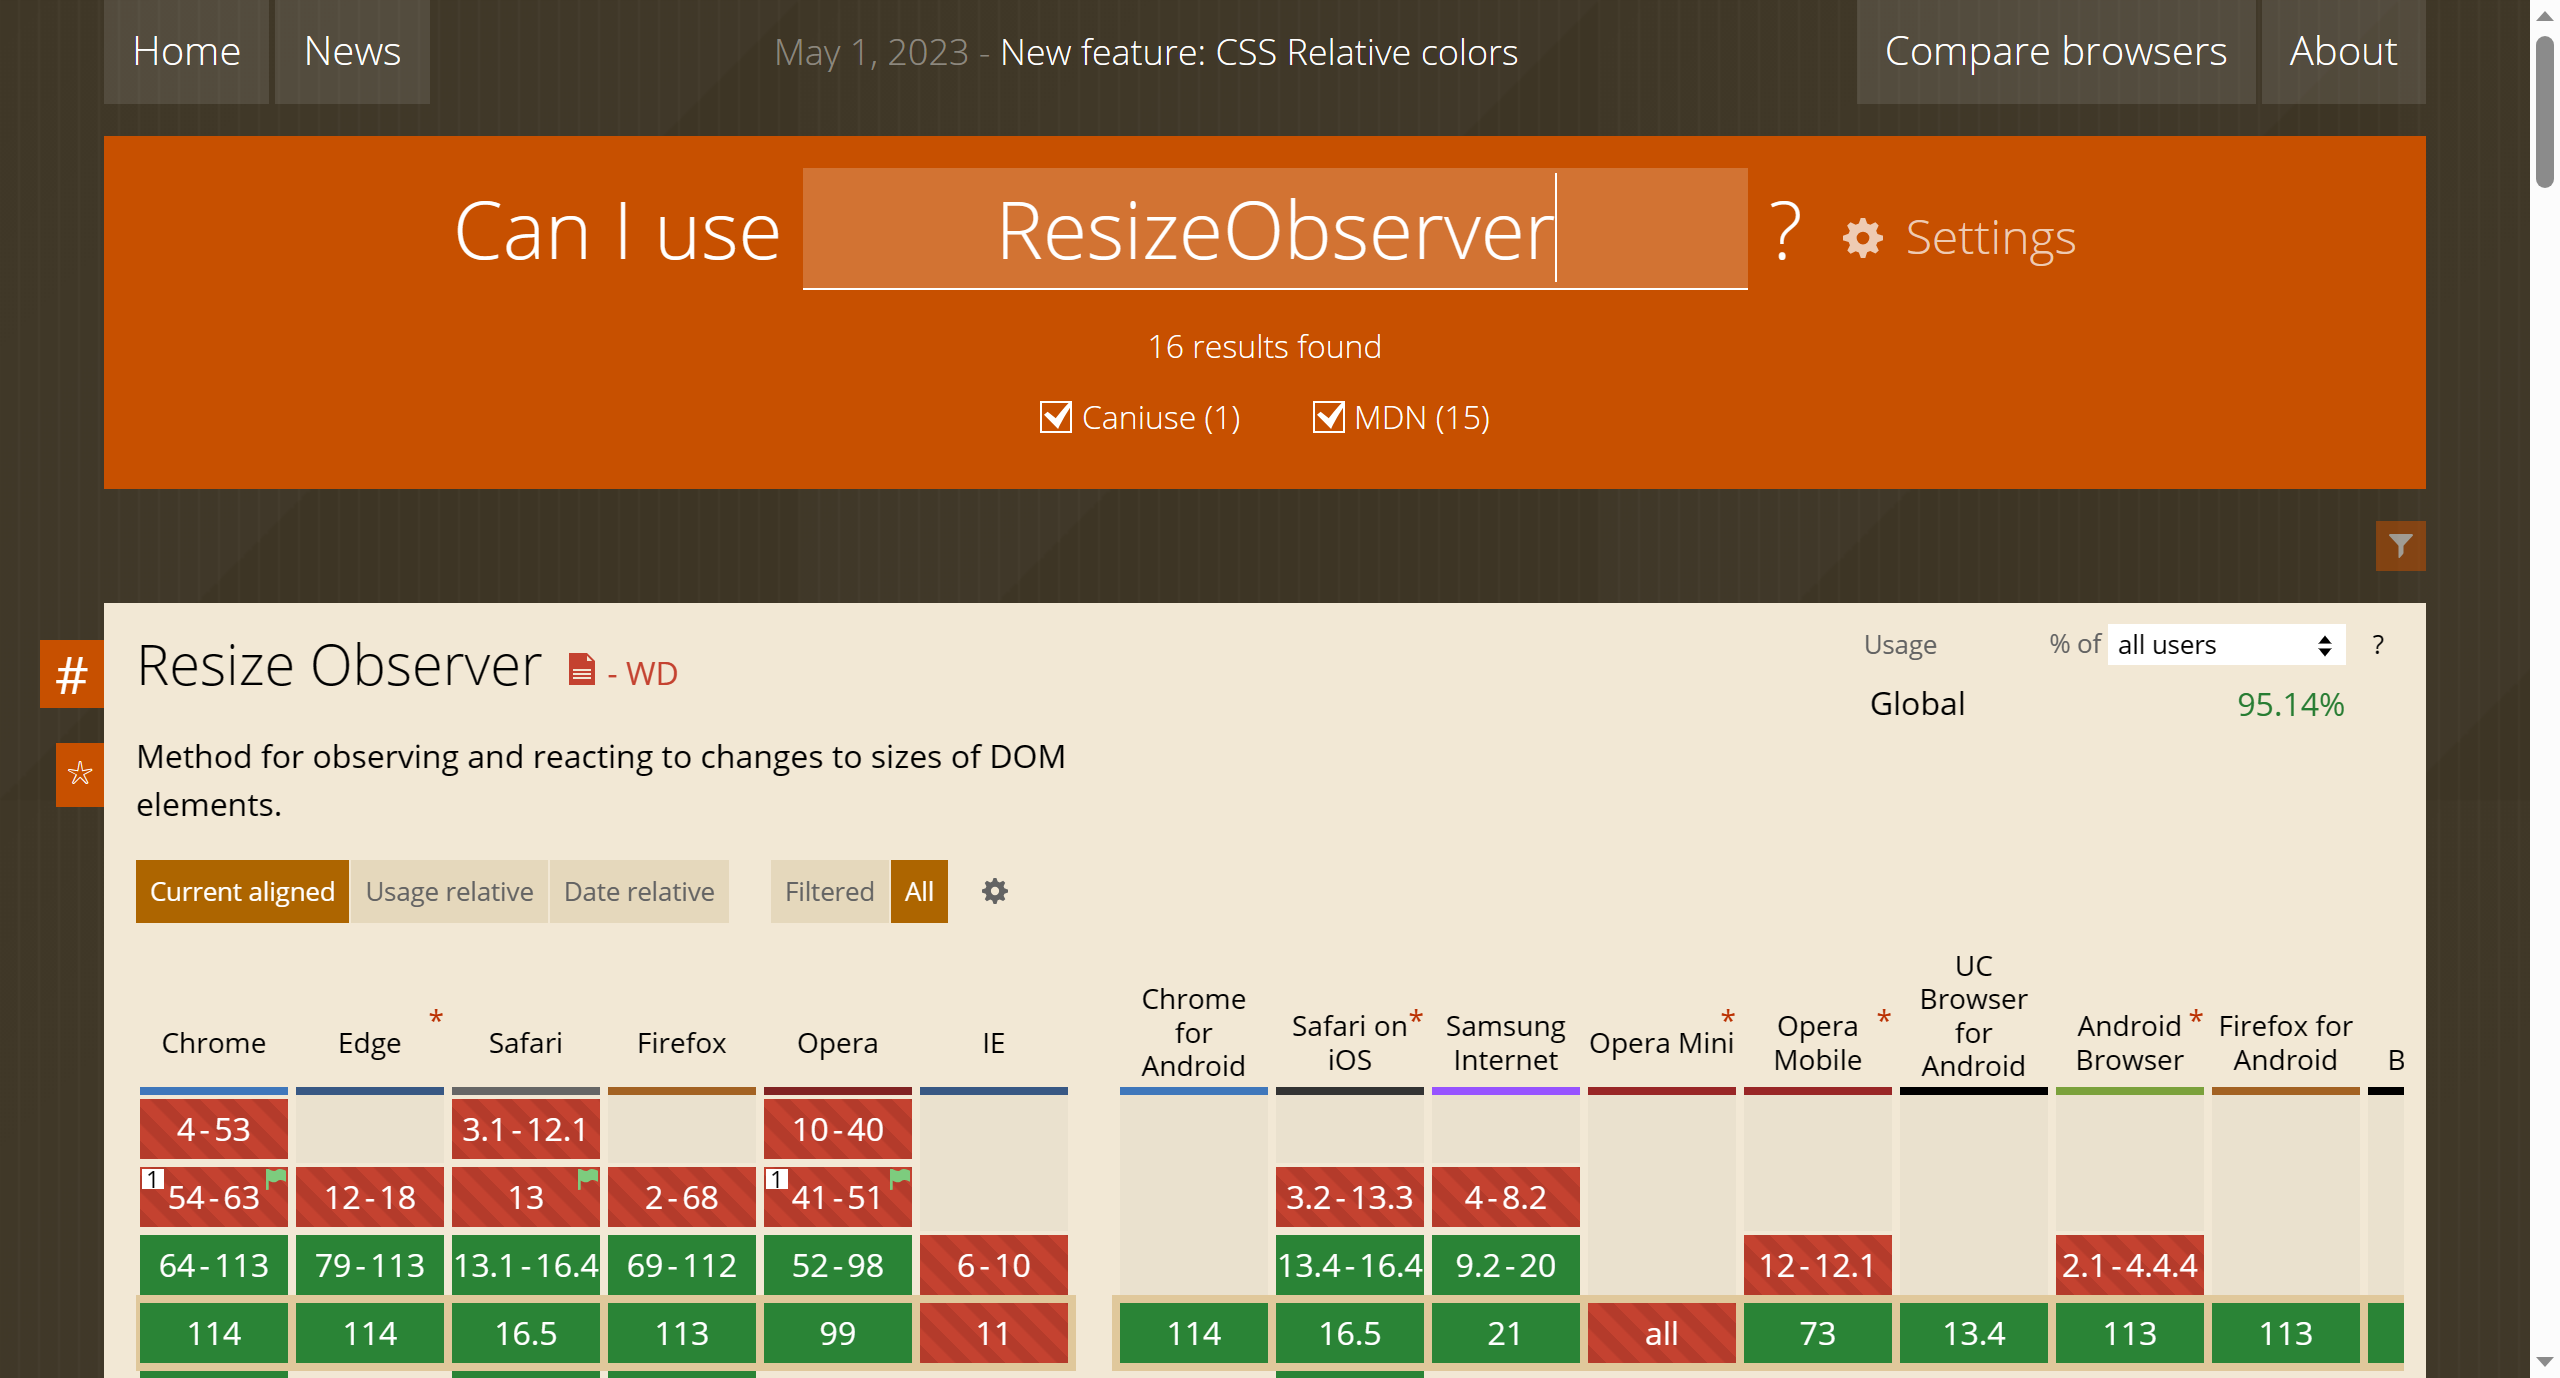 Home News May 1, 2023 - New feature: CSS Relative colors Compare browsers About
Can I use ResizeObserver ? Settings
16 results found
Caniuse (1) MDN (15)
# Resize Observer - WD
Usage % of all users ?
Global 95.14%
Method for observing and reacting to changes to sizes of DOM
elements.
Current aligned Usage relative Date relative Filtered All
Chrome
Edge *
Safari
Firefox
Opera
IE
Chrome
for
Android
Safari on *
iOS
Samsung
Internet
Opera Mini *
Opera *
Mobile
UC
Browser
for
Android
Android *
Browser
Firefox for
Android
B
4-53 3.1-12.1 10-40
1 54-63 12-18 13 2-68 1 41-51 3.2-13.3 4-8.2
64-113 79-113 13.1-16.4 69-112 52-98 6-10 13.4-16.4 9.2-20 12-12.1 2.1-4.4.4
114 114 16.5 113 99 11 114 16.5 21 all 73 13.4 113 113